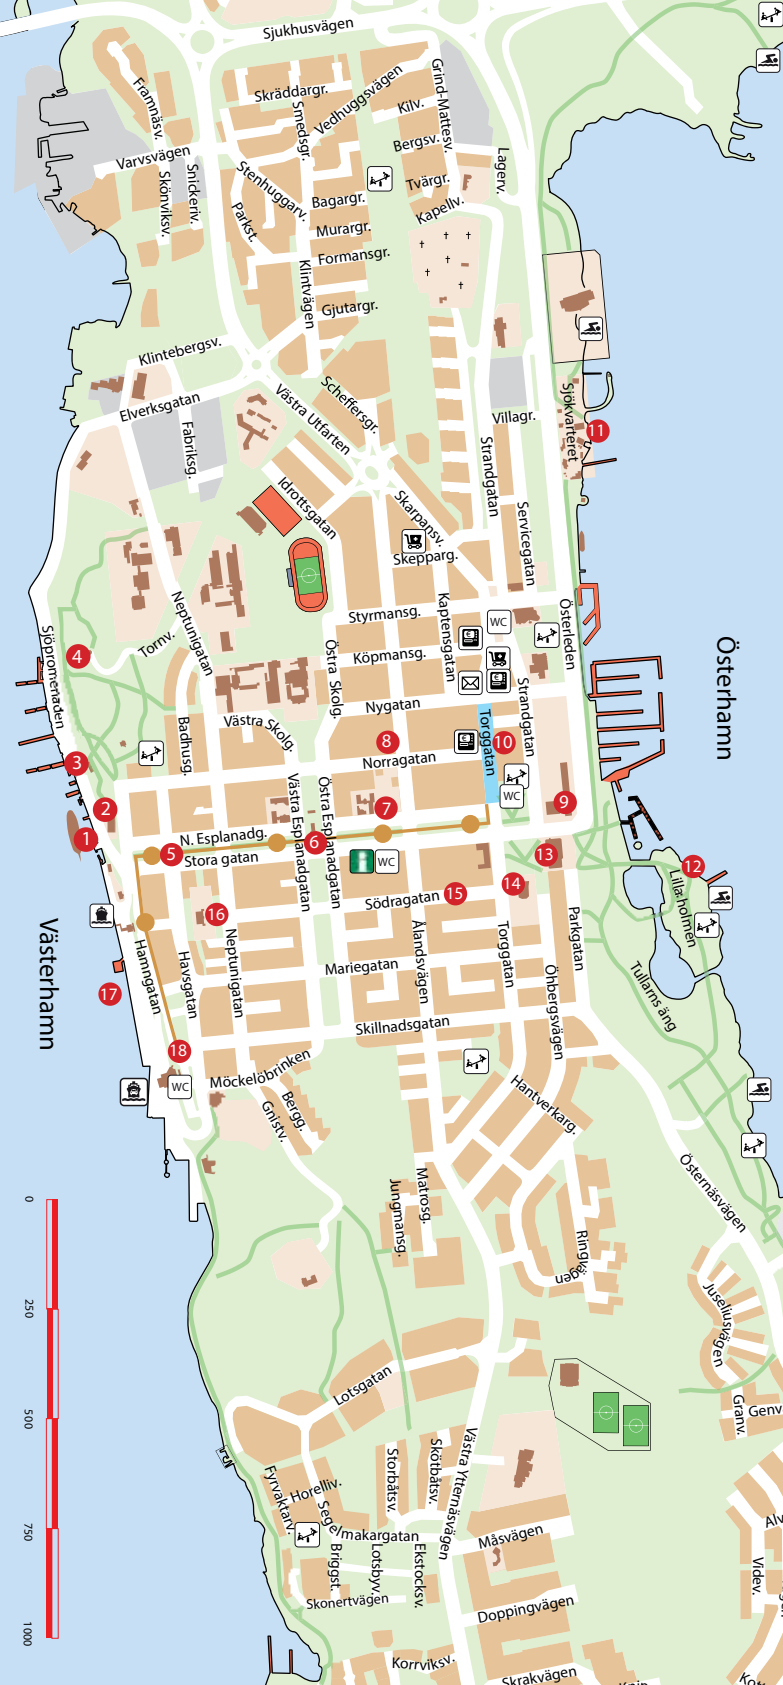 Sjukhusvägen
Framnäsv.
Skräddargr.
Smedsgr.
Vedhuggsvägen
Kilv.
Grind-Mattesv.
Bergsv.
Lagerv.
Varvsvägen
Snickeriv.
Skönviksv.
Stenhuggarv.
Parkst.
Bagargr.
Tvärgr.
Kapellv.
Murargr.
Formansgr.
Klintvägen
Gjutargr.
Klintebergsv.
Elverksgatan
Fabriksg.
Västra Utfarten
Scheffersgr.
Villagr.
Sjökvarteret
11
Strandgatan
Idrottsgatan
Skarpansv.
Skepparg.
Servicegatan
Neptunigatan
Styrmansg.
Kaptensgatan
WC
Österleden
Sjöpromenaden
4
Tornv.
Östra Skolg.
Köpmansg.
Österhamn
Nygatan
Strandgatan
Badhusg.
Västra Skolg.
8
Norragatan
Torggatan
10
3
2
WC
9
Västra Esplanadgatan
Östra Esplanadgatan
7
1
N. Esplanadg.
5
Stora gatan
6
WC
13
12
Lilla holmen
14
15
Södragatan
16
Västerhamn
Hamngatan
Havsgatan
Neptunigatan
Mariegatan
Ålandsvägen
Torggatan
Parkgatan
Öhbergsvägen
Tullarns äng
17
18
WC
Skillnadsgatan
Möckelöbrinken
Bergg.
Gnistv.
Hantverkarg.
Östernäsvägen
Matrosg.
Jungmansg.
Ringvägen
Juseliusvägen
Granv.
Genv
0
250
500
750
1000
Lotsgatan
Västra Ytternäsvägen
Skötbåtsv.
Storbåtsv.
Fyrvaktarv.
Horelliv.
Segelmakargatan
Måsvägen
Briggst.
Lotsbyv.
Ekstocksv.
Skonertvägen
Doppingvägen
Videv.
Korrviksv.
Skrakvägen